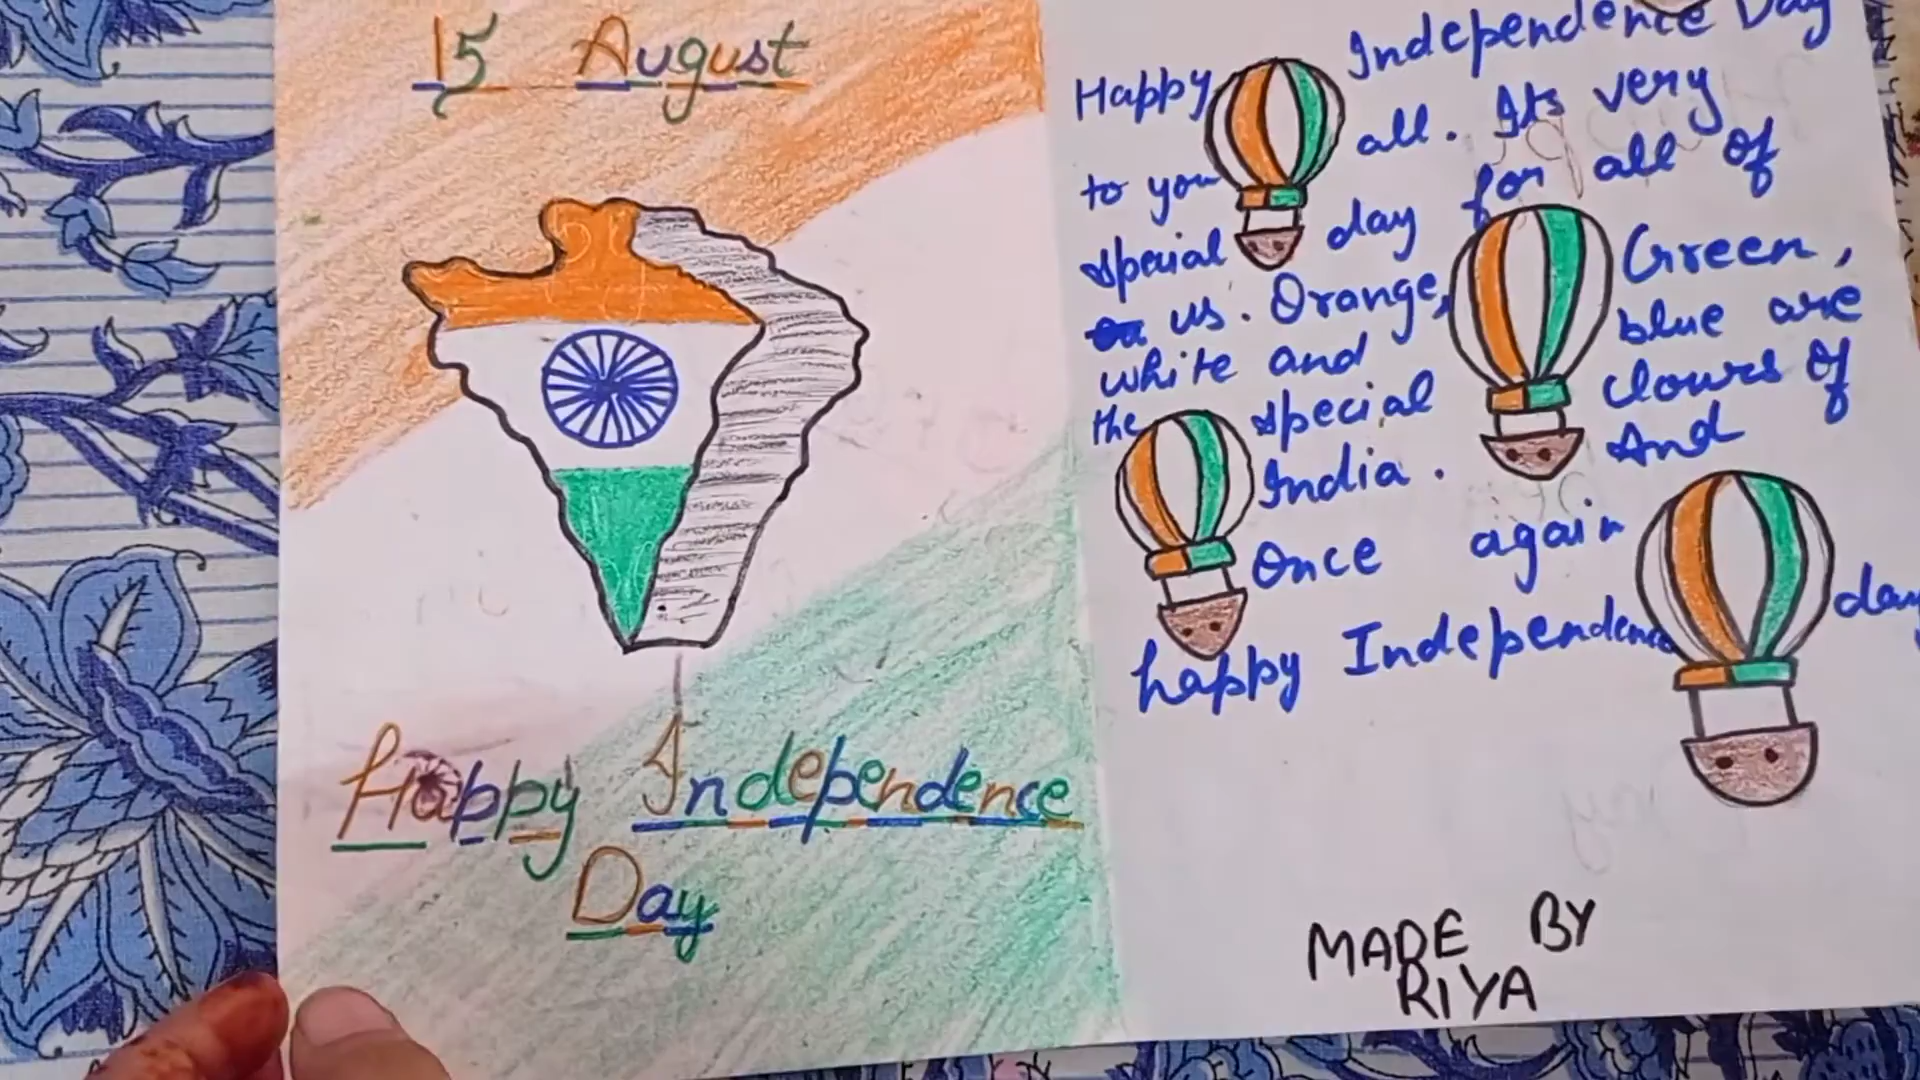 15 August
Happy Independence
Day
Happy Independence Day
to you all. Its very
special day for all of
us. Orange, Green,
white and blue are
the special clours of
India. And
Once again
happy Independence day
MADE BY
RIYA